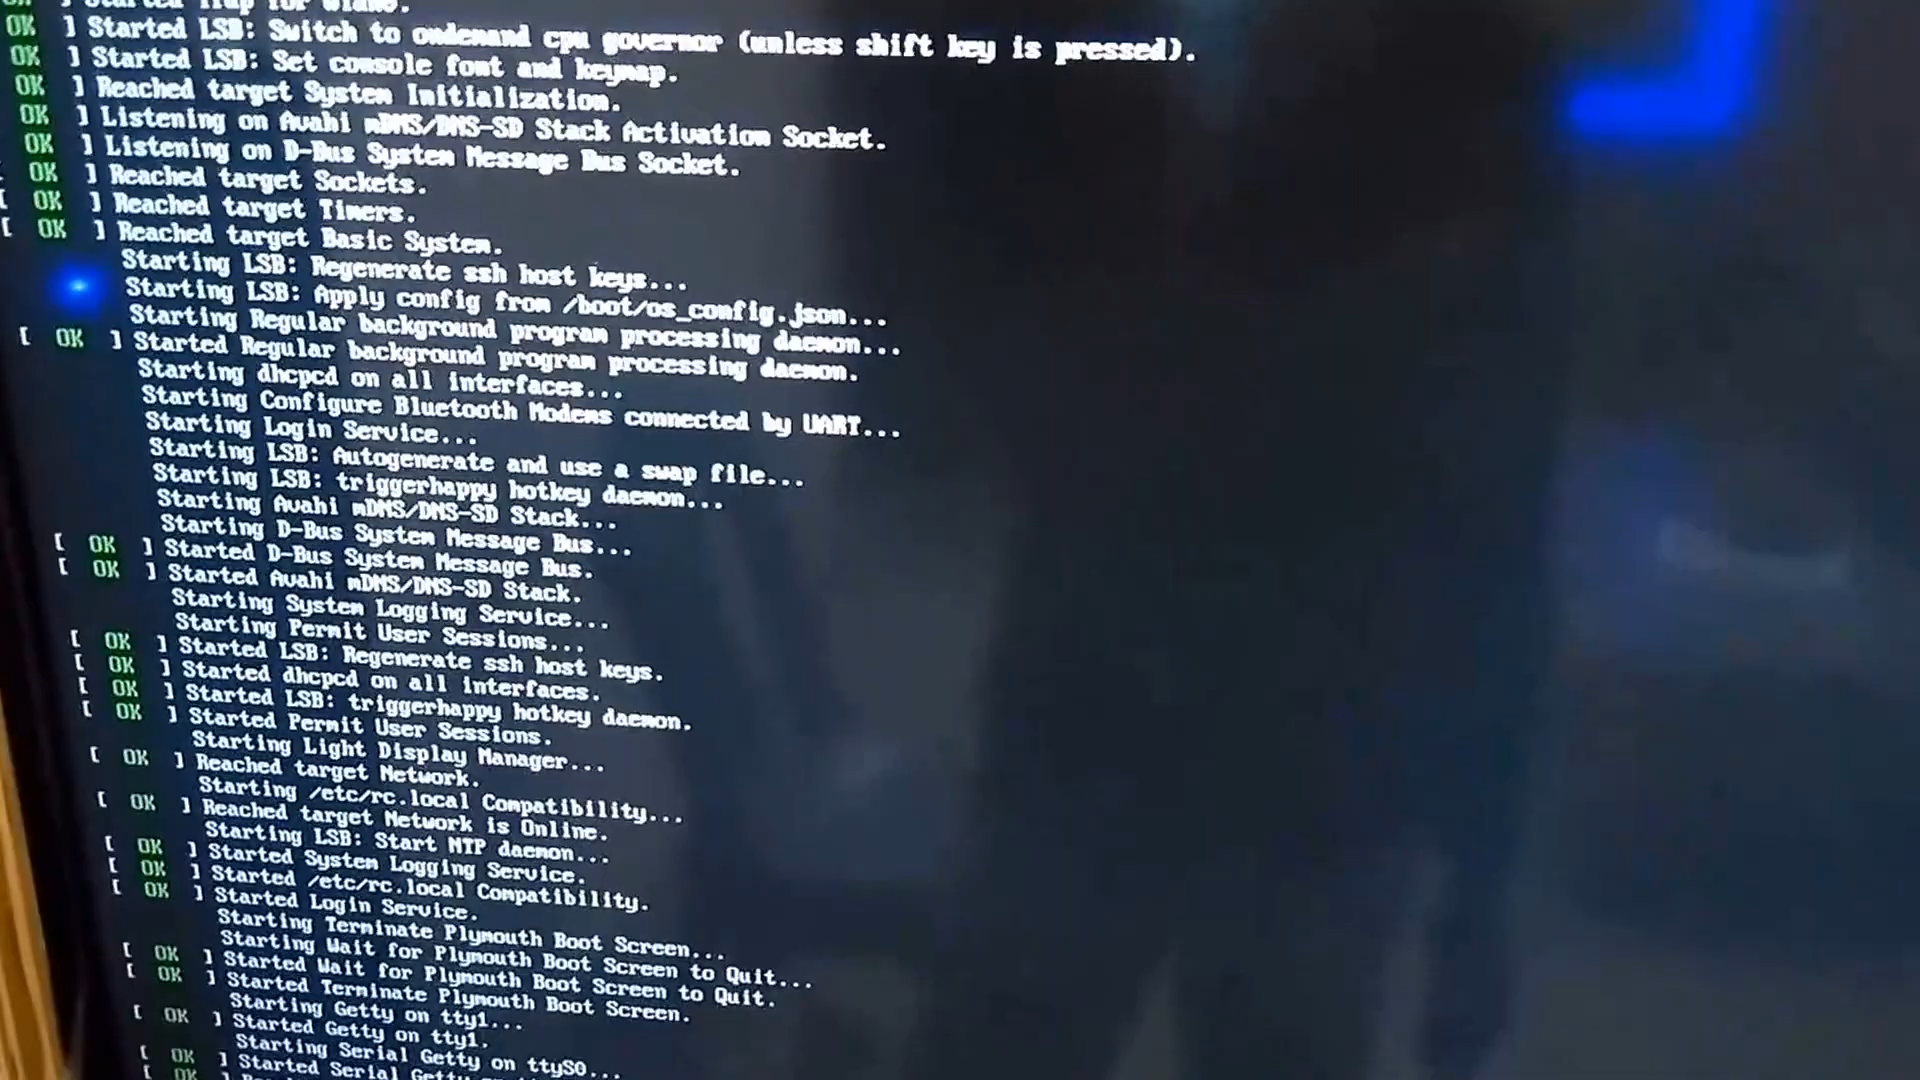 OK ] Started LSB: Switch to ondemand cpu governor (unless shift key is pressed).
OK ] Started LSB: Set console font and keymap.
OK ] Reached target System Initialization.
OK ] Listening on Avahi mDNS/DNS-SD Stack Activation Socket.
OK ] Listening on D-Bus System Message Bus Socket.
OK ] Reached target Sockets.
[ OK ] Reached target Timers.
[ OK ] Reached target Basic System.
Starting LSB: Regenerate ssh host keys...
Starting LSB: Apply config from /boot/os_config.json...
Starting Regular background program processing daemon...
[ OK ] Started Regular background program processing daemon.
Starting dhcpcd on all interfaces...
Starting Configure Bluetooth Modems connected by UART...
Starting Login Service...
Starting LSB: Autogenerate and use a swap file...
Starting LSB: triggerhappy hotkey daemon...
Starting Avahi mDNS/DNS-SD Stack...
Starting D-Bus System Message Bus...
[ OK ] Started D-Bus System Message Bus.
[ OK ] Started Avahi mDNS/DNS-SD Stack.
Starting System Logging Service...
Starting Permit User Sessions...
[ OK ] Started LSB: Regenerate ssh host keys.
[ OK ] Started dhcpcd on all interfaces.
[ OK ] Started LSB: triggerhappy hotkey daemon.
[ OK ] Started Permit User Sessions.
Starting Light Display Manager...
[ OK ] Reached target Network.
Starting /etc/rc.local Compatibility...
[ OK ] Reached target Network is Online.
Starting LSB: Start NTP daemon...
[ OK ] Started System Logging Service.
[ OK ] Started /etc/rc.local Compatibility.
[ OK ] Started Login Service.
Starting Terminate Plymouth Boot Screen...
Starting Wait for Plymouth Boot Screen to Quit...
[ OK ] Started Wait for Plymouth Boot Screen to Quit.
[ OK ] Started Terminate Plymouth Boot Screen.
Starting Getty on tty1...
[ OK ] Started Getty on tty1.
Starting Serial Getty on ttyS0...
[ OK ] Started Serial Getty
[ OK ]